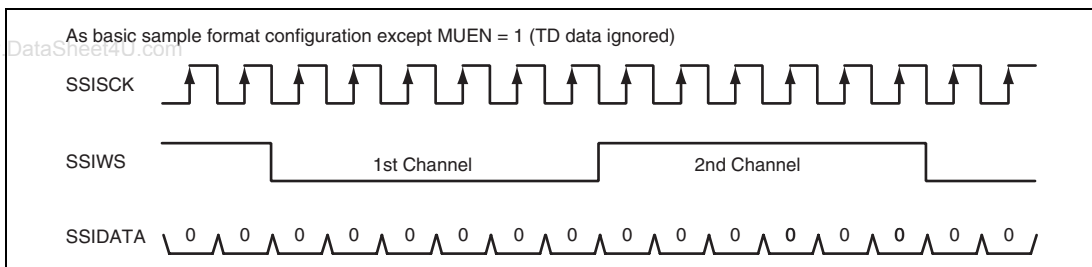 As basic sample format configuration except MUEN = 1 (TD data ignored)
.DataSheet4U.com
SSISCK
SSIWS 1st Channel 2nd Channel
SSIDATA 0 0 0 0 0 0 0 0 0 0 0 0 0 0 0 0